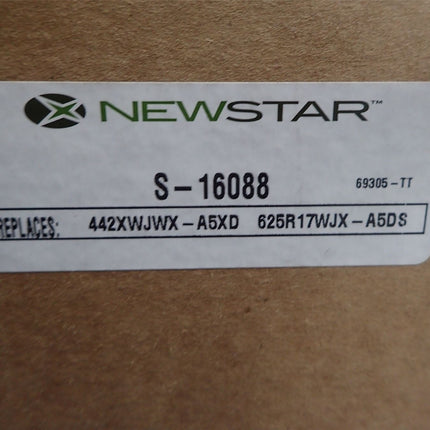 NEWSTAR™
S-16088 69305-TT
REPLACES: 442XWJWX-A5XD 625R17WJX-A5DS